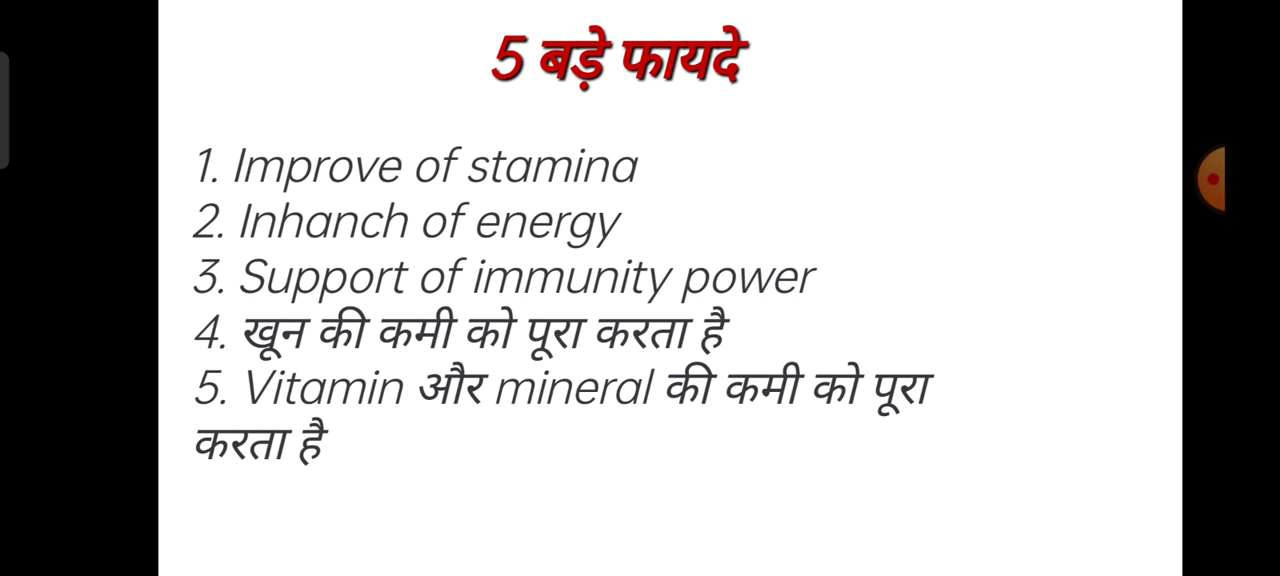 5 बड़े फायदे
1. Improve of stamina
2. Inhanch of energy
3. Support of immunity power
4. खून की कमी को पूरा करता है
5. Vitamin और mineral की कमी को पूरा
करता है